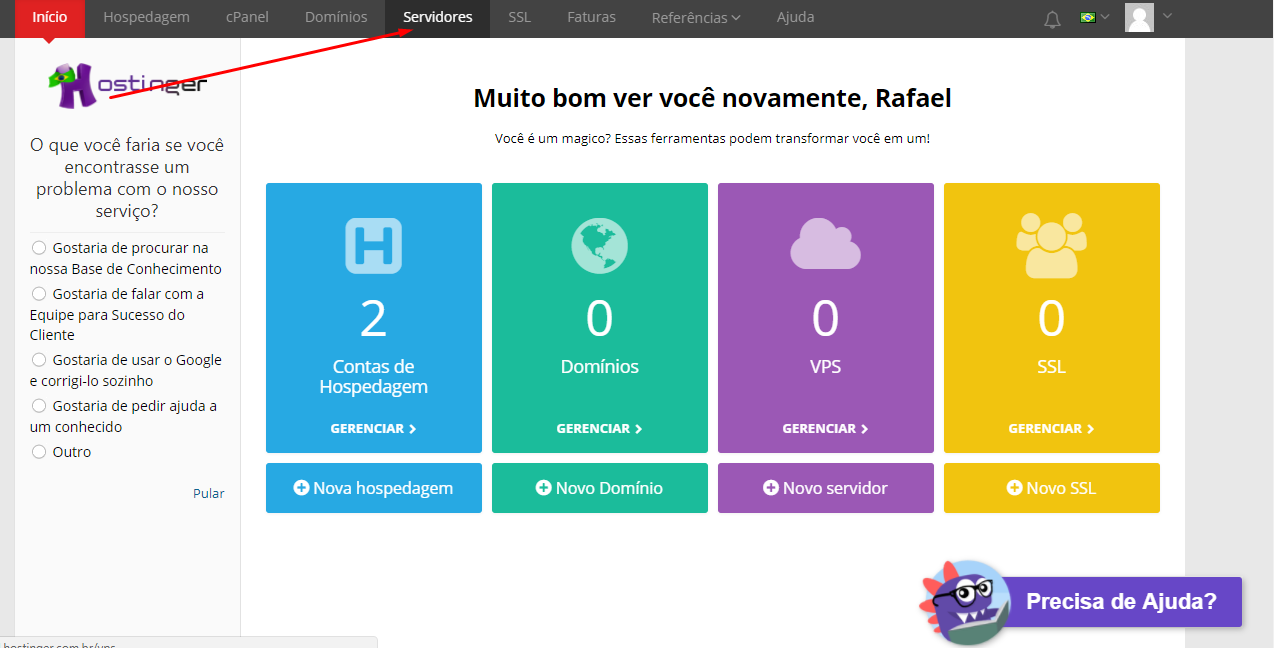 Início Hospedagem cPanel Domínios Servidores SSL Faturas Referências Ajuda
Hostinger
O que você faria se você
encontrasse um
problema com o nosso
serviço?
Gostaria de procurar na
nossa Base de Conhecimento
Gostaria de falar com a
Equipe para Sucesso do
Cliente
Gostaria de usar o Google
e corrigi-lo sozinho
Gostaria de pedir ajuda a
um conhecido
Outro
Pular
Muito bom ver você novamente, Rafael
Você é um magico? Essas ferramentas podem transformar você em um!
H
2
Contas de
Hospedagem
GERENCIAR
Nova hospedagem
0
Domínios
GERENCIAR
Novo Domínio
0
VPS
GERENCIAR
Novo servidor
0
SSL
GERENCIAR
Novo SSL
Precisa de Ajuda?
hostinger.com.br/vps